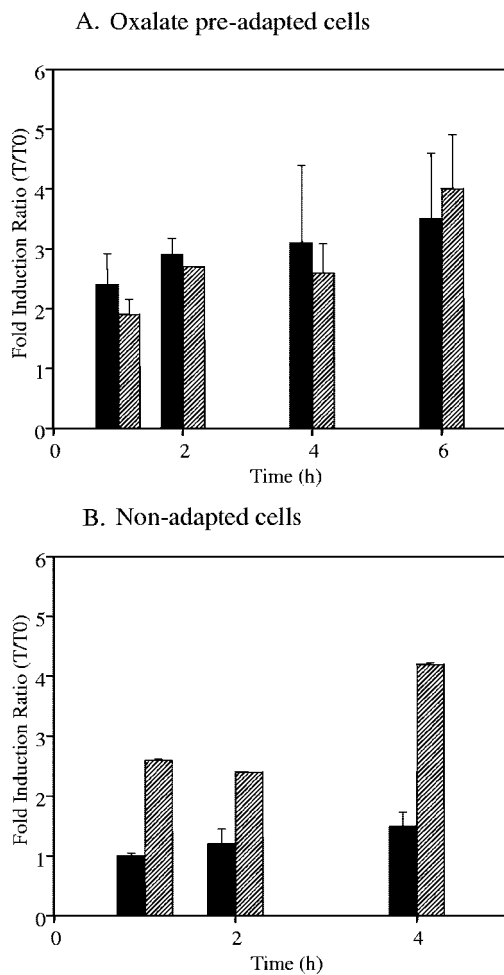 A. Oxalate pre-adapted cells
6
5
4
3
2
1
0
Fold Induction Ratio (T/T0)
0 2 4 6
Time (h)
B. Non-adapted cells
6
5
4
3
2
1
0
Fold Induction Ratio (T/T0)
0 2 4
Time (h)